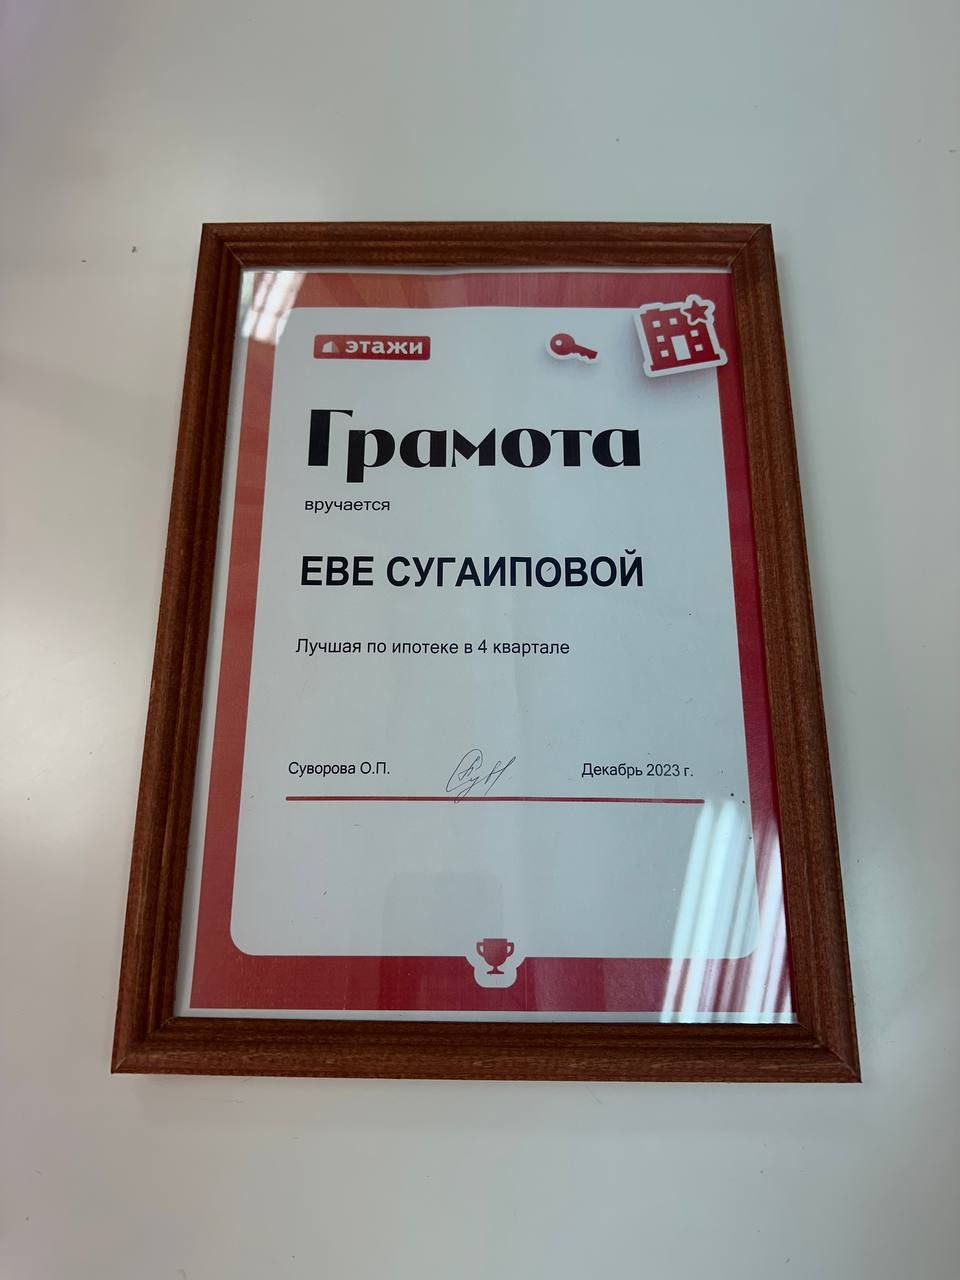 этажи
Грамота
вручается
ЕВЕ СУГАИПОВОЙ
Лучшая по ипотеке в 4 квартале
Суворова О.П. Декабрь 2023 г.